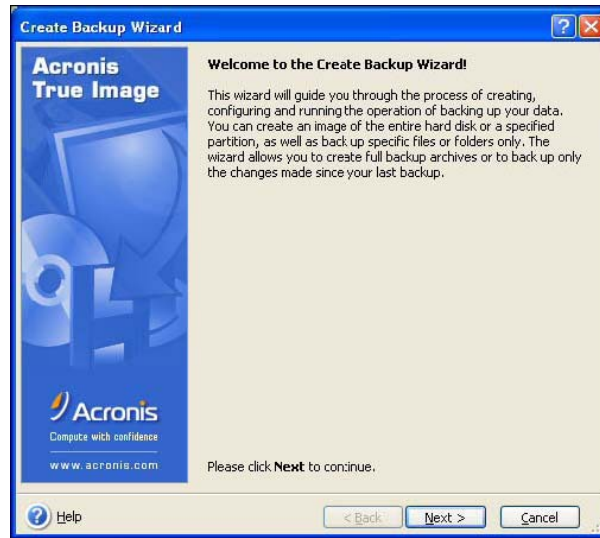 Create Backup Wizard
Acronis
True Image
Welcome to the Create Backup Wizard!
This wizard will guide you through the process of creating,
configuring and running the operation of backing up your data.
You can create an image of the entire hard disk or a specified
partition, as well as back up specific files or folders only. The
wizard allows you to create full backup archives or to back up only
the changes made since your last backup.
Acronis
Compute with confidence
www.acronis.com
Please click Next to continue.
Help
< Back
Next >
Cancel